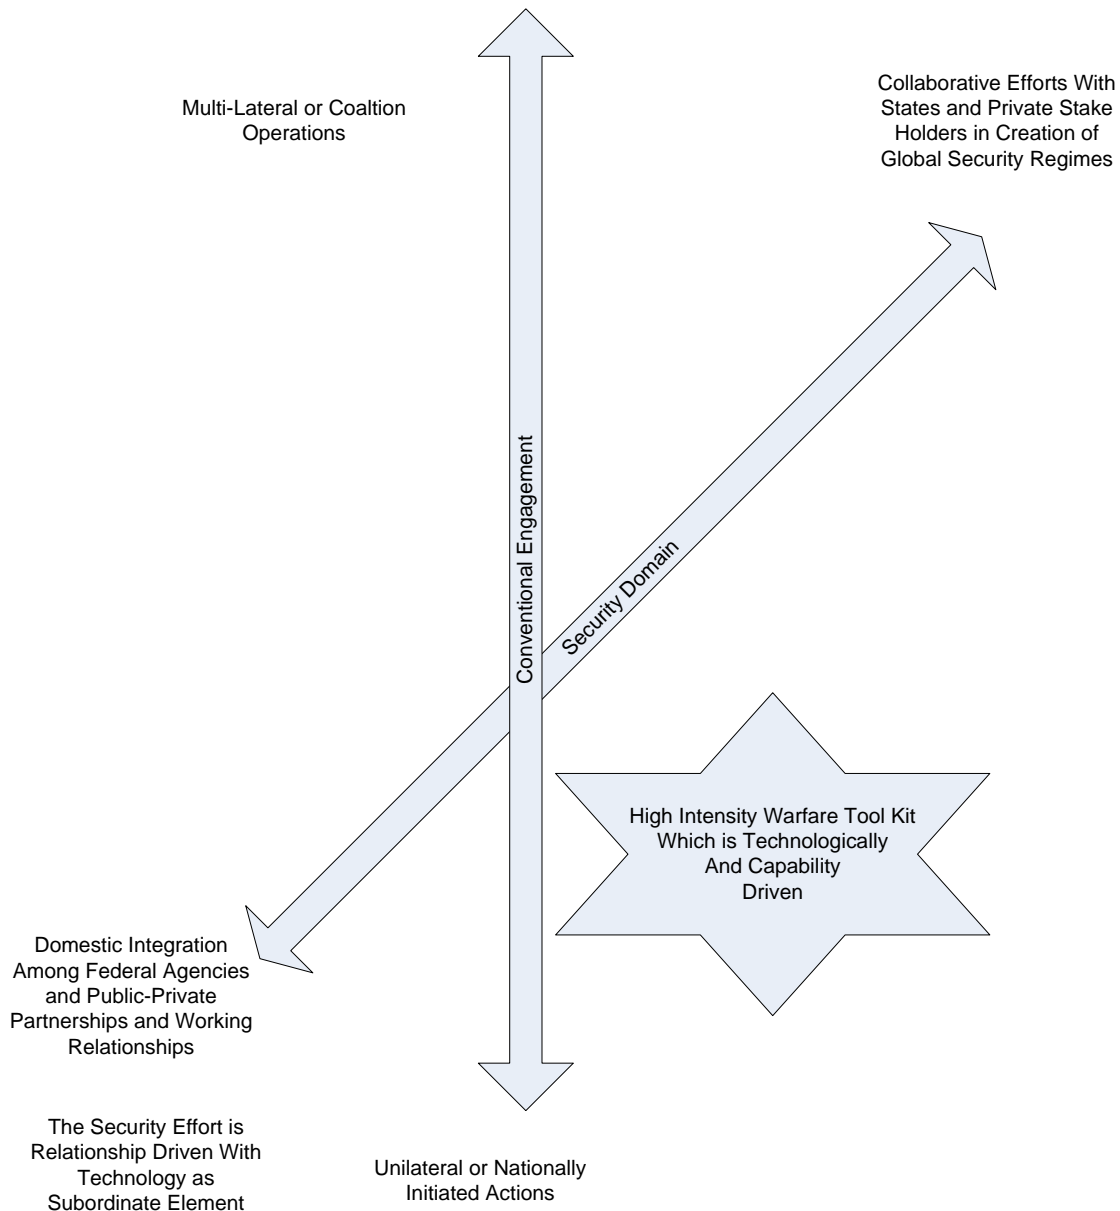 Multi-Lateral or Coaltion
Operations
Collaborative Efforts With
States and Private Stake
Holders in Creation of
Global Security Regimes
Conventional Engagement
Security Domain
High Intensity Warfare Tool Kit
Which is Technologically
And Capability
Driven
Domestic Integration
Among Federal Agencies
and Public-Private
Partnerships and Working
Relationships
The Security Effort is
Relationship Driven With
Technology as
Subordinate Element
Unilateral or Nationally
Initiated Actions